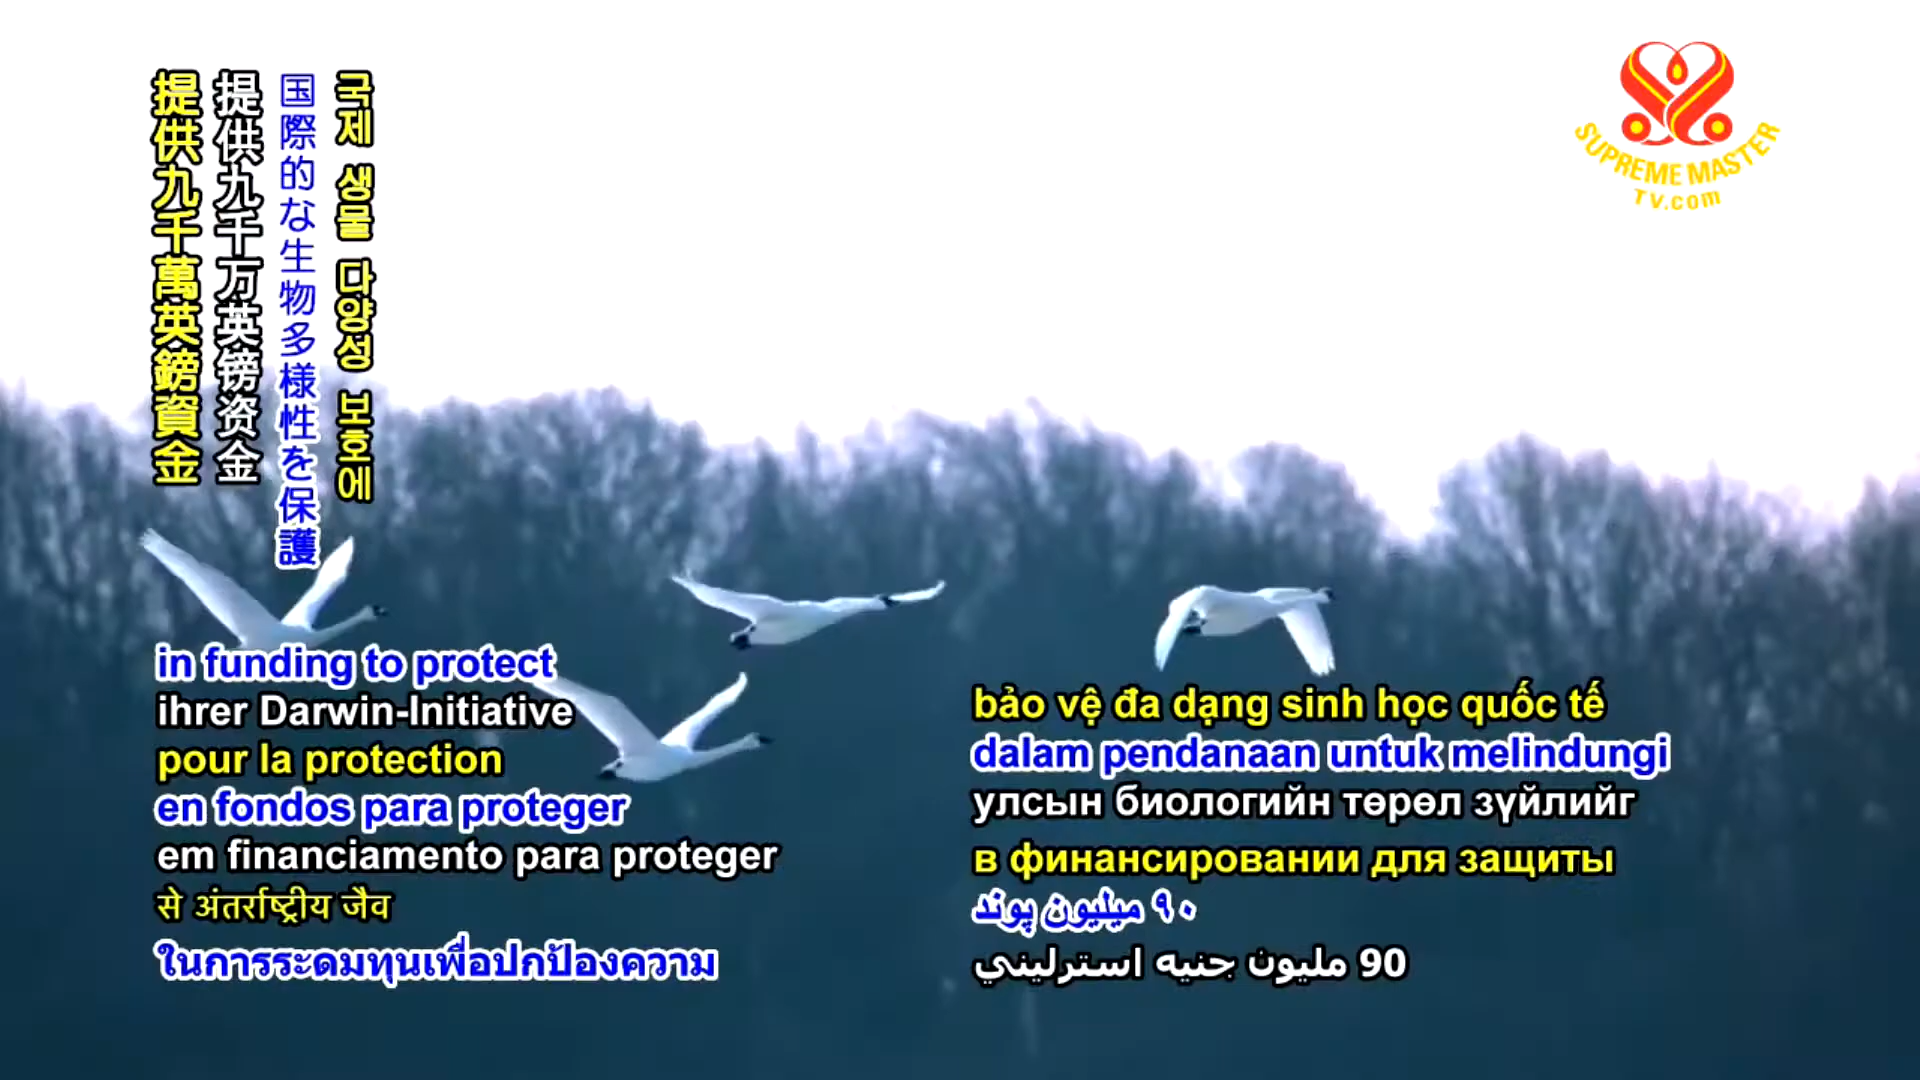 提供九千萬英鎊資金
提供九千万英镑资金
国際的な生物多様性を保護
국제 생물 다양성 보호에
SUPREME MASTER
TV.com
in funding to protect
ihrer Darwin-Initiative
pour la protection
en fondos para proteger
em financiamento para proteger
से अंतर्राष्ट्रीय जैव
ในการระดมทุนเพื่อปกป้องความ
bảo vệ đa dạng sinh học quốc tế
dalam pendanaan untuk melindungi
улсын биологийн төрөл зүйлийг
в финансировании для защиты
۹۰ میلیون پوند
90 مليون جنيه استرليني